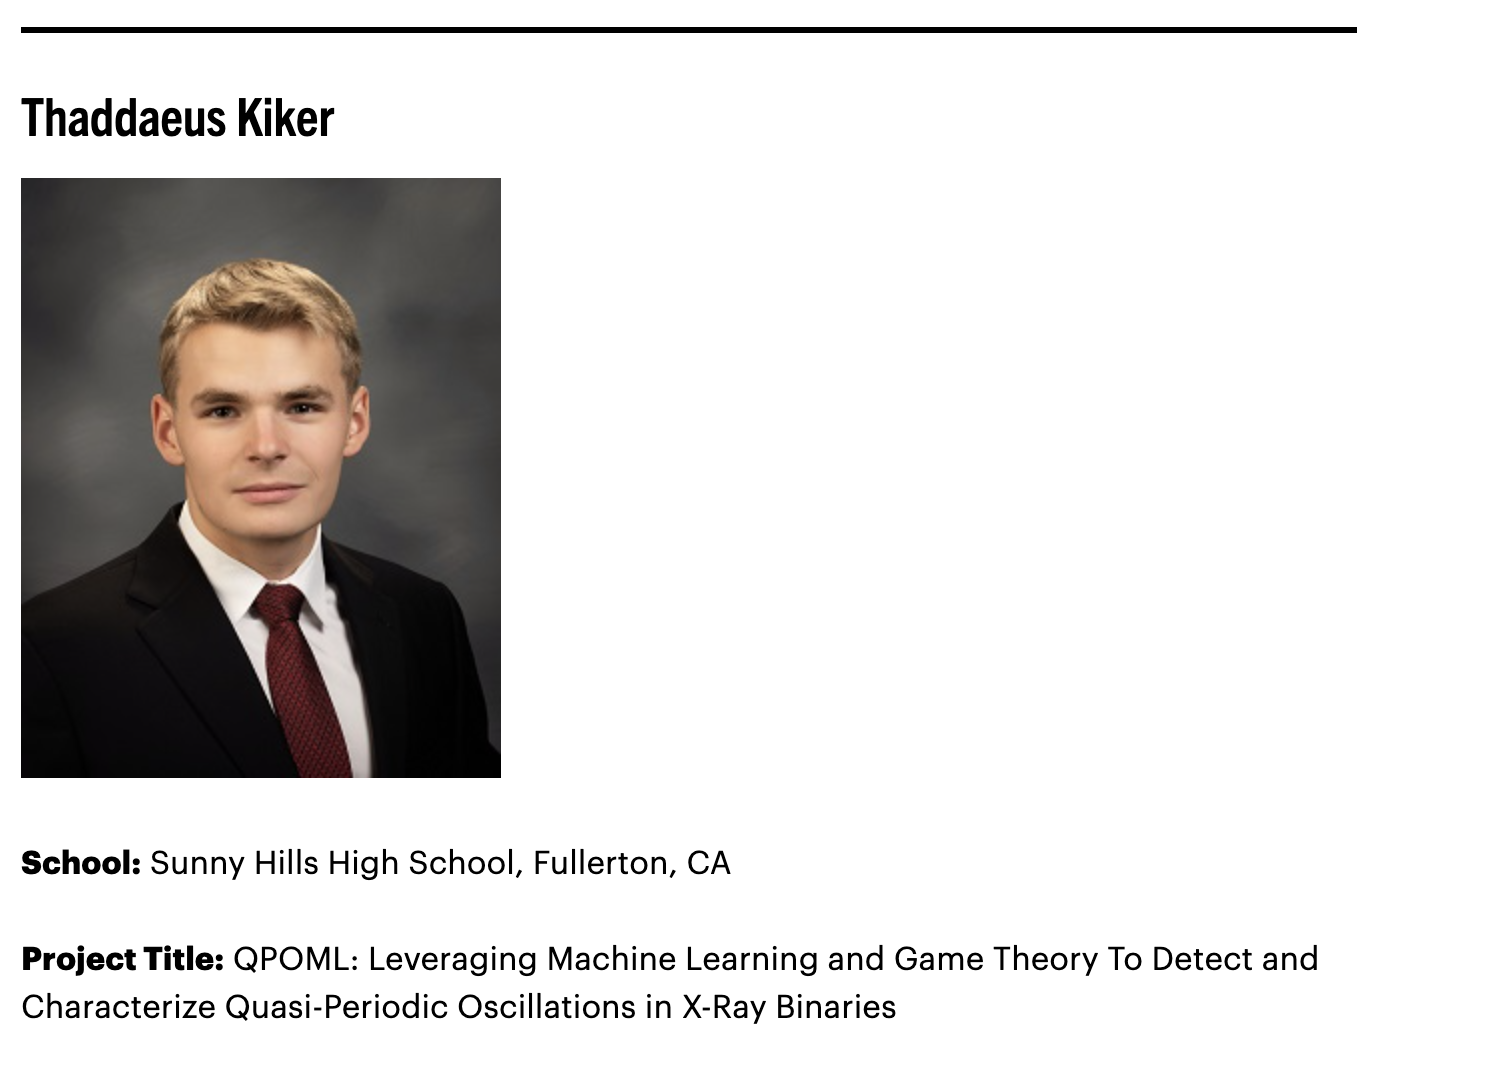 Thaddaeus Kiker
School: Sunny Hills High School, Fullerton, CA
Project Title: QPOML: Leveraging Machine Learning and Game Theory To Detect and
Characterize Quasi-Periodic Oscillations in X-Ray Binaries